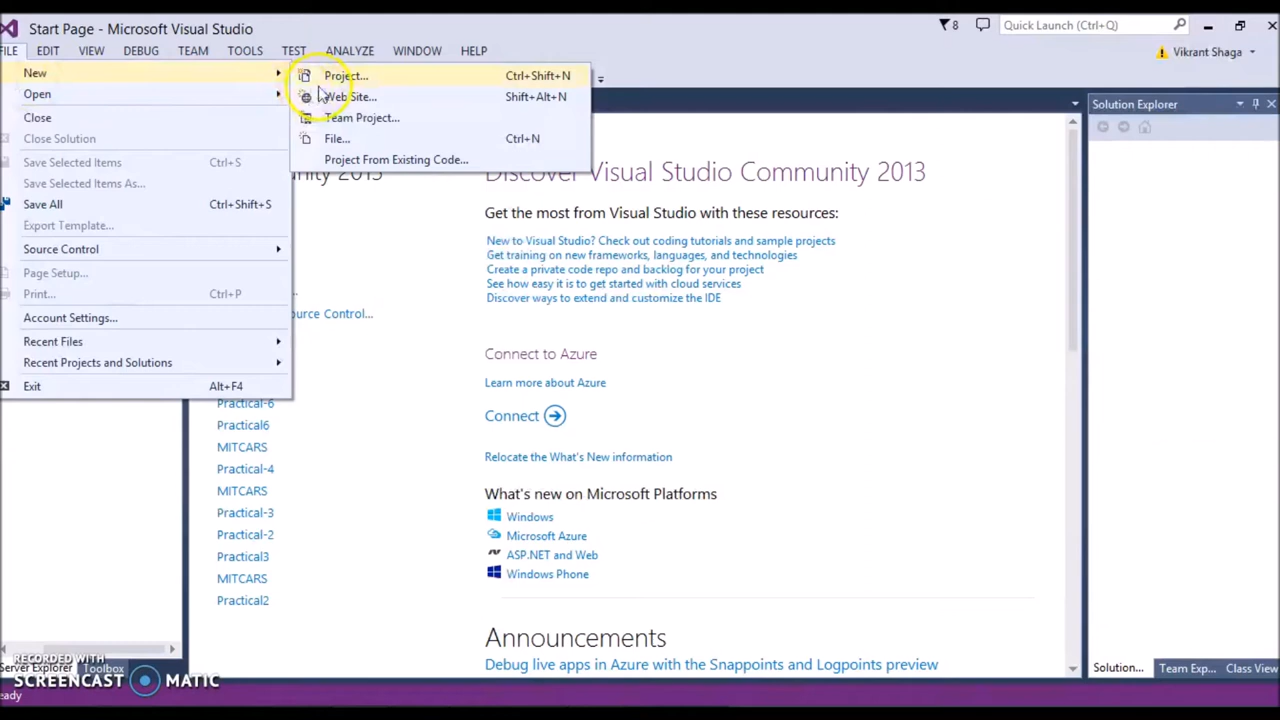 Start Page - Microsoft Visual Studio
8
Quick Launch (Ctrl+Q)
FILE EDIT VIEW DEBUG TEAM TOOLS TEST ANALYZE WINDOW HELP
Vikrant Shaga
New
Open
Close
Close Solution
Save Selected Items Ctrl+S
Save Selected Items As...
Save All Ctrl+Shift+S
Export Template...
Source Control
Page Setup...
Print... Ctrl+P
Account Settings...
Recent Files
Recent Projects and Solutions
Exit Alt+F4
Project... Ctrl+Shift+N
Web Site... Shift+Alt+N
Team Project...
File... Ctrl+N
Project From Existing Code...
unity 2013
ource Control...
Practical-6
Practical6
MITCARS
Practical-4
MITCARS
Practical-3
Practical-2
Practical3
MITCARS
Practical2
Discover Visual Studio Community 2013
Get the most from Visual Studio with these resources:
New to Visual Studio? Check out coding tutorials and sample projects
Get training on new frameworks, languages, and technologies
Create a private code repo and backlog for your project
See how easy it is to get started with cloud services
Discover ways to extend and customize the IDE
Connect to Azure
Learn more about Azure
Connect
Relocate the What's New information
What's new on Microsoft Platforms
Windows
Microsoft Azure
ASP.NET and Web
Windows Phone
Announcements
Debug live apps in Azure with the Snappoints and Logpoints preview
Solution Explorer
Solution... Team Exp... Class View
Server Explorer Toolbox
RECORDED WITH
SCREENCAST MATIC
eady